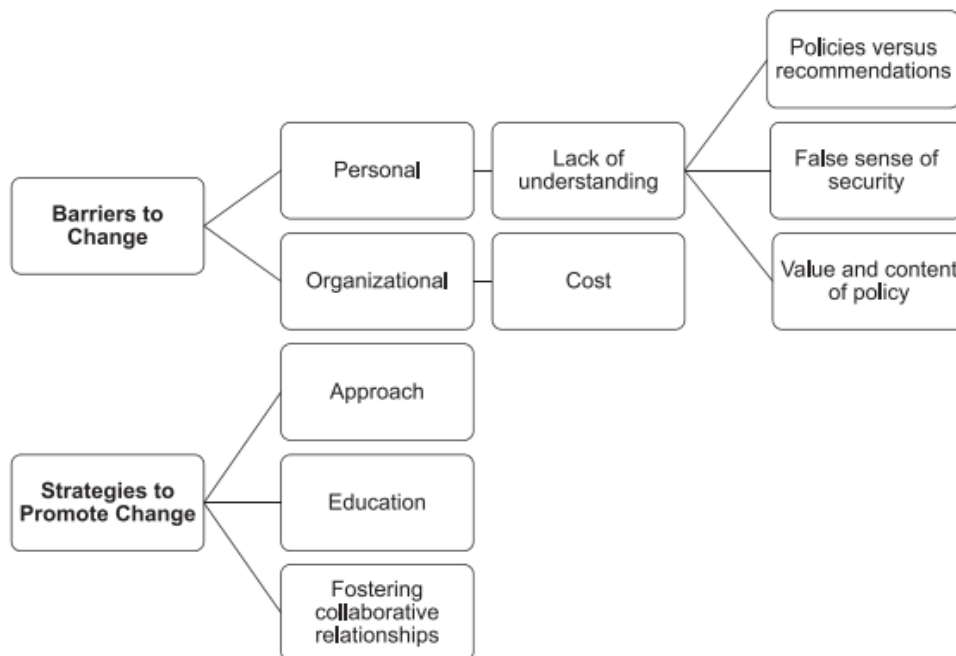 Policies versus
recommendations
Personal
Lack of
understanding
False sense of
security
Barriers to
Change
Organizational
Cost
Value and content
of policy
Approach
Strategies to
Promote Change
Education
Fostering
collaborative
relationships